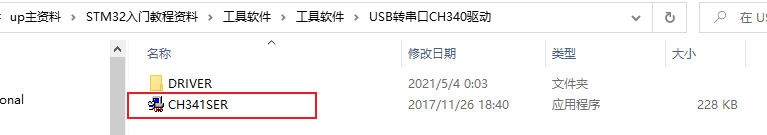 up主资料 > STM32入门教程资料 > 工具软件 > 工具软件 > USB转串口CH340驱动
在 US
名称 修改日期 类型 大小
DRIVER 2021/5/4 0:03 文件夹
onal
CH341SER 2017/11/26 18:40 应用程序 228 KB